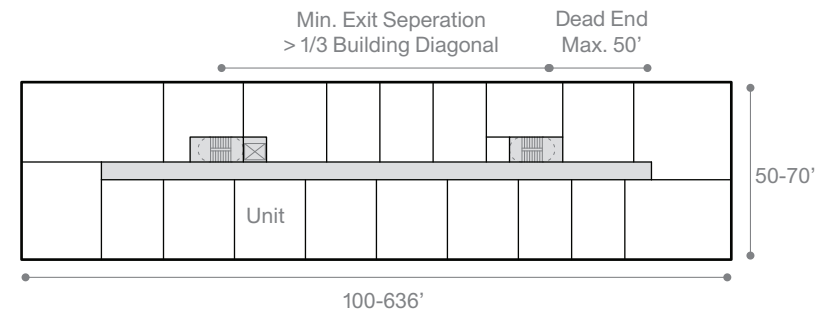 Min. Exit Seperation
> 1/3 Building Diagonal
Dead End
Max. 50’
50-70’
Unit
100-636’